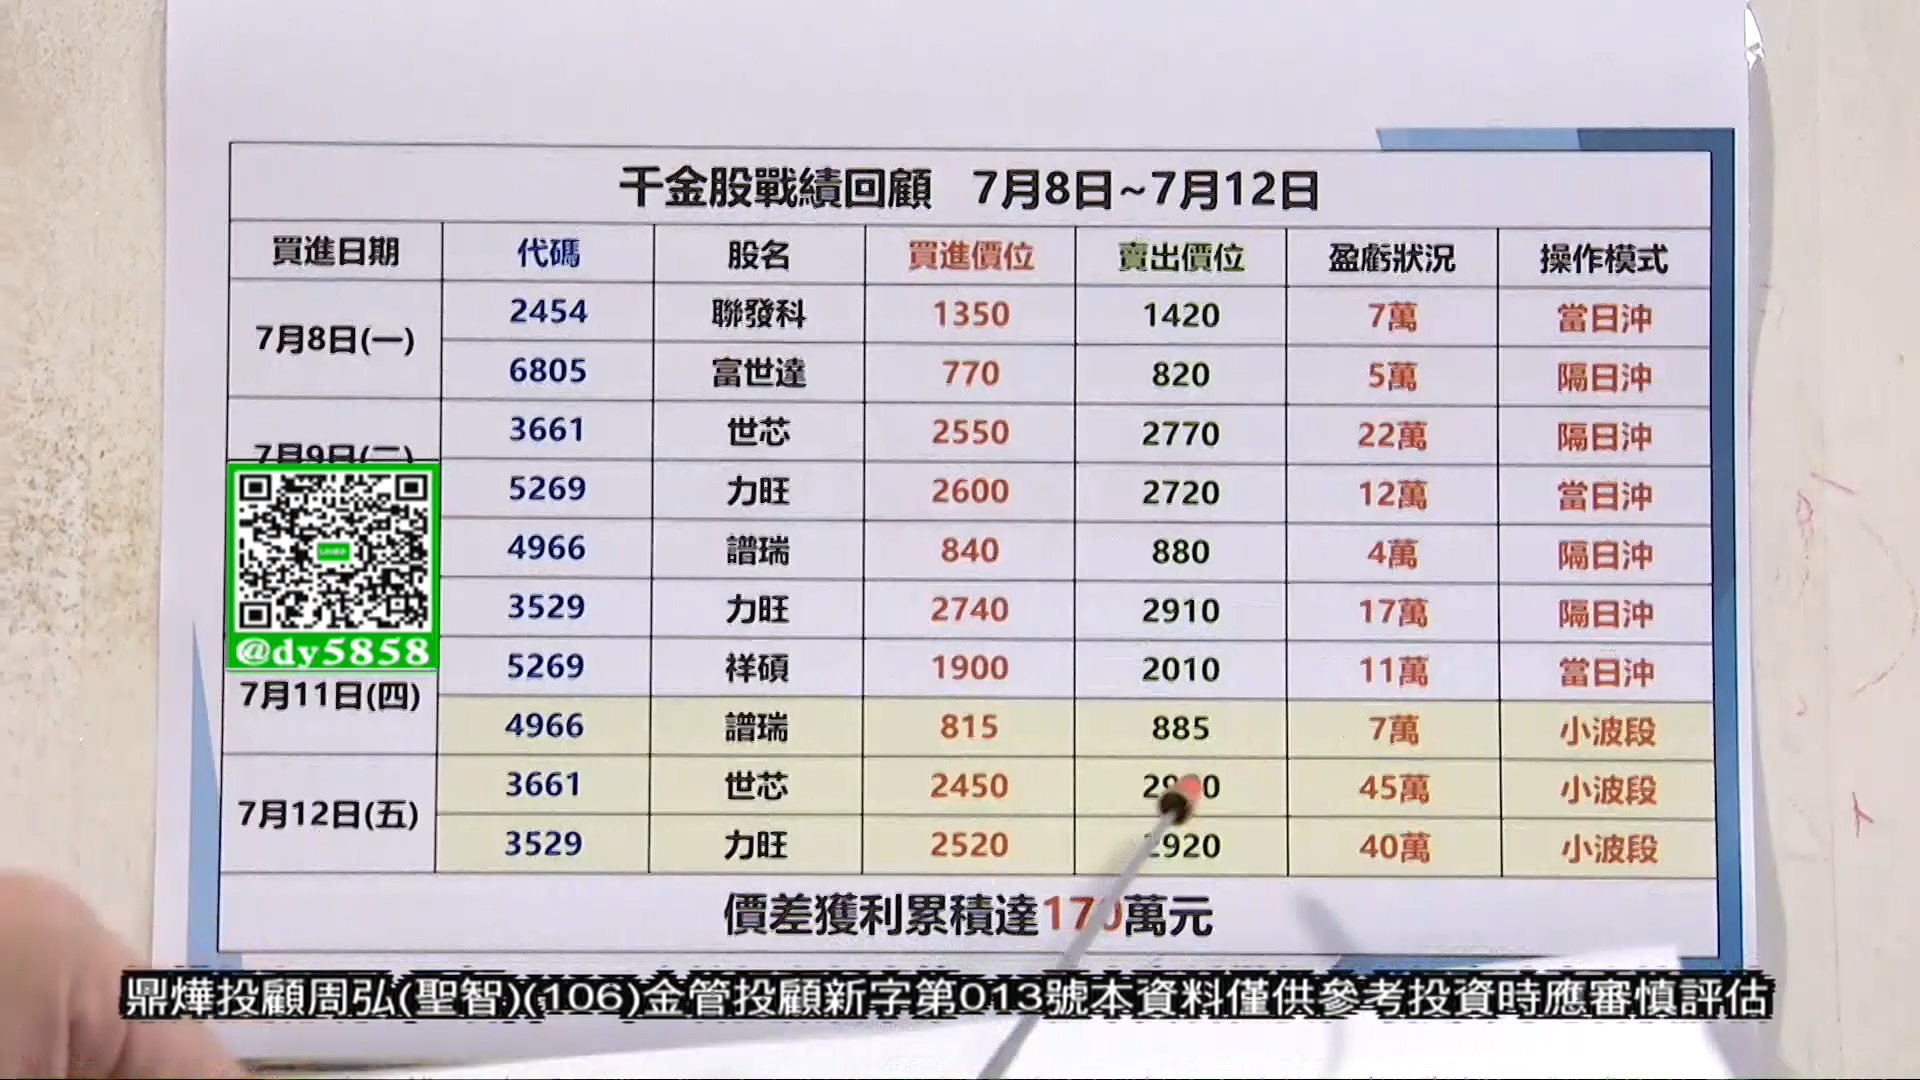 千金股戰績回顧 7月8日~7月12日
買進日期 代碼 股名 買進價位 賣出價位 盈虧狀況 操作模式
7月8日(一) 2454 聯發科 1350 1420 7萬 當日沖
6805 富世達 770 820 5萬 隔日沖
7月9日(二) 3661 世芯 2550 2770 22萬 隔日沖
5269 力旺 2600 2720 12萬 當日沖
4966 譜瑞 840 880 4萬 隔日沖
3529 力旺 2740 2910 17萬 隔日沖
5269 祥碩 1900 2010 11萬 當日沖
7月11日(四) 4966 譜瑞 815 885 7萬 小波段
7月12日(五) 3661 世芯 2450 45萬 小波段
3529 力旺 2520 2920 40萬 小波段
價差獲利累積達170萬元
@dy5858
鼎燁投顧周弘(聖智)(106)金管投顧新字第013號本資料僅供參考投資時應審慎評估